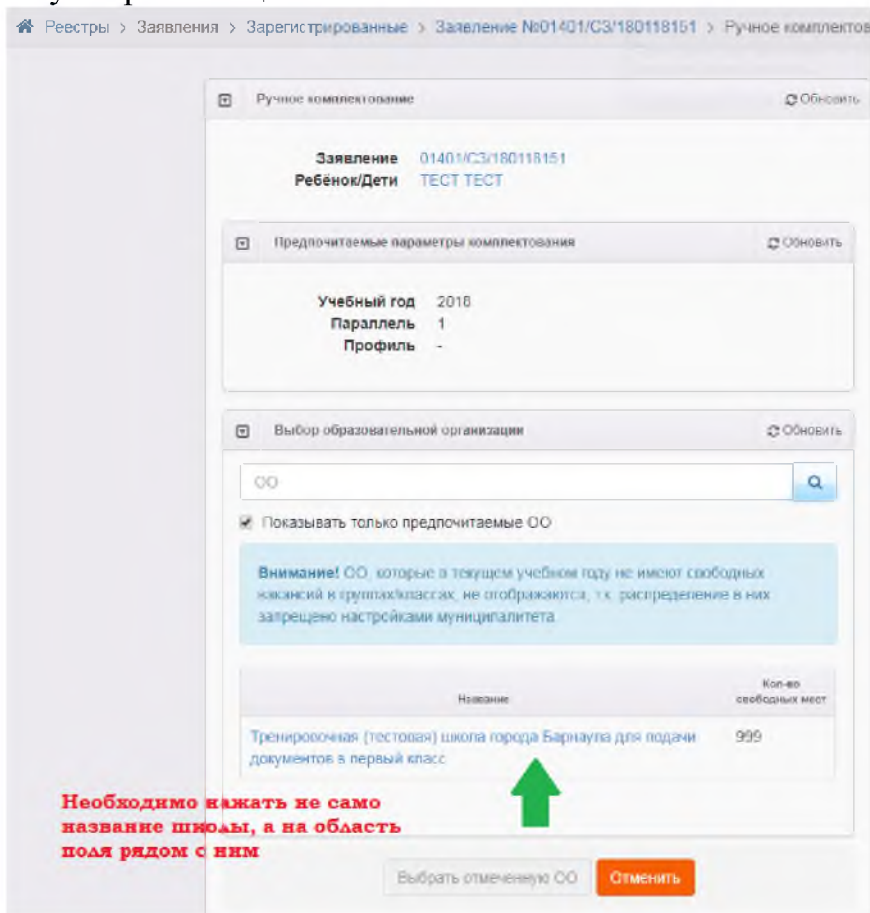 Реестры > Заявления > Зарегистрированные > Заявление №01401/СЗ/180118151 > Ручное комплектов
Ручное комплектование
Обновить
Заявление 01401/СЗ/180118151
Ребёнок/Дети ТЕСТ ТЕСТ
Предпочитаемые параметры комплектования
Обновить
Учебный год 2018
Параллель 1
Профиль -
Выбор образовательной организации
Обновить
ОО
Показывать только предпочитаемые ОО
Внимание! ОО, которые в текущем учебном году не имеют свободных
вакансий в группах/классах, не отображаются, т.к. распределение в них
запрещено настройками муниципалитета.
Название
Кол-во
свободных мест
Тренировочная (тестовая) школа города Барнаула для подачи
документов в первый класс
999
Необходимо нажать не само
название школы, а на область
поля рядом с ним
Выбрать отмеченную ОО
Отменить